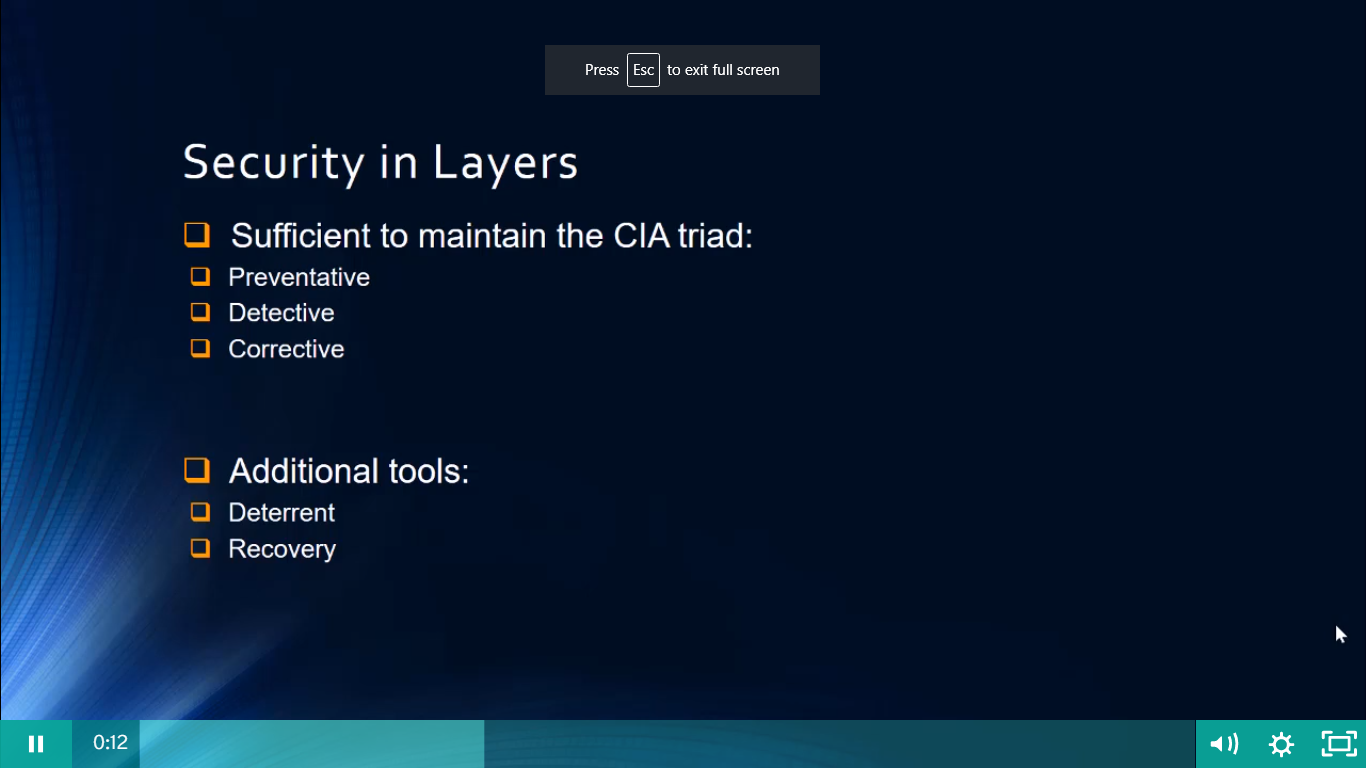 Press Esc to exit full screen
Security in Layers
Sufficient to maintain the CIA triad:
Preventative
Detective
Corrective
Additional tools:
Deterrent
Recovery
0:12